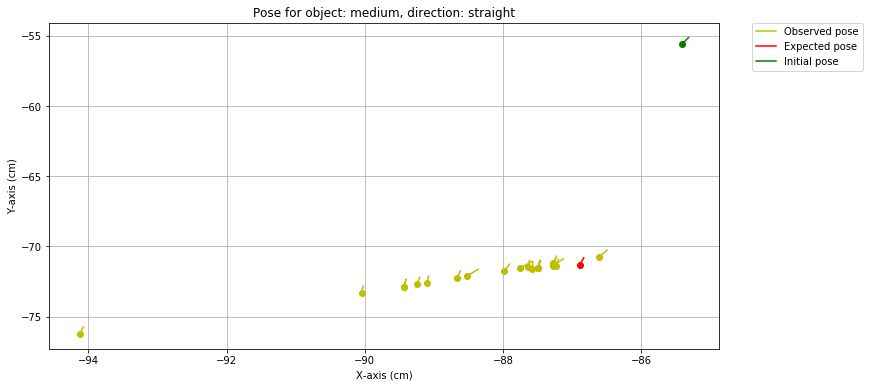 Pose for object: medium, direction: straight
Observed pose
Expected pose
Initial pose
−55
−60
−65
−70
−75
Y-axis (cm)
−94
−92
−90
−88
−86
X-axis (cm)